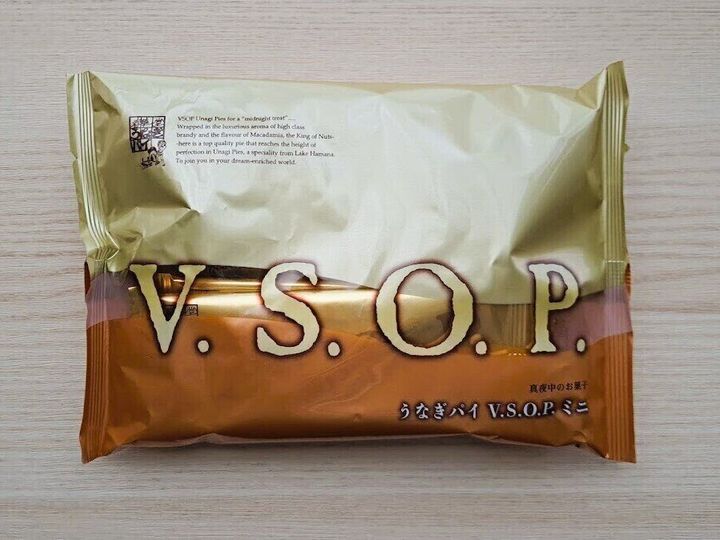 VSOP Unagi Pies for a "midnight treat"....
Wrapped in the luxurious aroma of high class
brandy and the flavour of Macadamia, the King of Nuts-
-here is a top quality pie that reaches the height of
perfection in Unagi Pies, a speciality from Lake Hamana.
To join you in your dream-enriched world.
V.S.O.P.
真夜中のお菓子
うなぎパイ V.S.O.P. ミニ